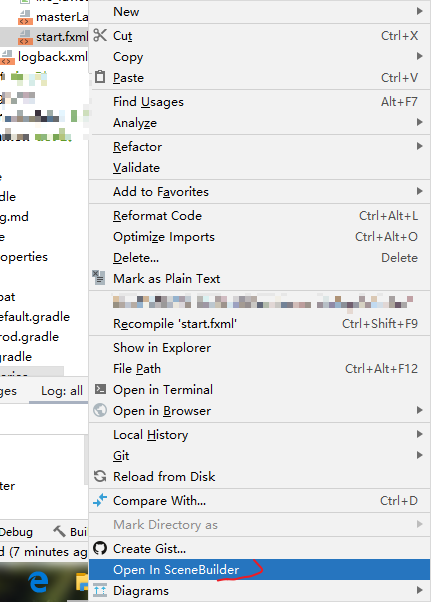 New
masterLa
Cut Ctrl+X
start.fxml
Copy
logback.xml
Paste Ctrl+V
Find Usages Alt+F7
Analyze
Refactor
Validate
Add to Favorites
dle
Reformat Code Ctrl+Alt+L
g.md
Optimize Imports Ctrl+Alt+O
operties
Delete... Delete
Mark as Plain Text
efault.gradle
rod.gradle
Recompile 'start.fxml' Ctrl+Shift+F9
gradle
Show in Explorer
File Path Ctrl+Alt+F12
ges Log: all
Open in Terminal
Open in Browser
Local History
Git
Reload from Disk
ter
Compare With... Ctrl+D
Mark Directory as
Debug Bui
Create Gist...
d (7 minutes ag
Open In SceneBuilder
Diagrams